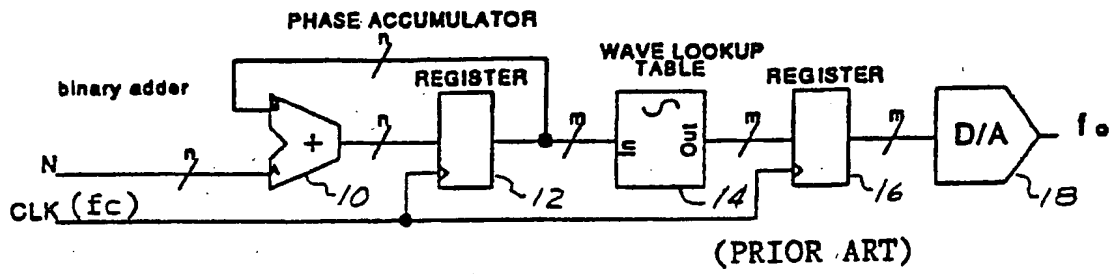 PHASE ACCUMULATOR
n
WAVE LOOKUP
TABLE
REGISTER
REGISTER
binary adder
B
+
n
m
In
Out
m
m
D/A
fo
N
n
A
10
12
14
16
18
CLK (fc)
(PRIOR ART)